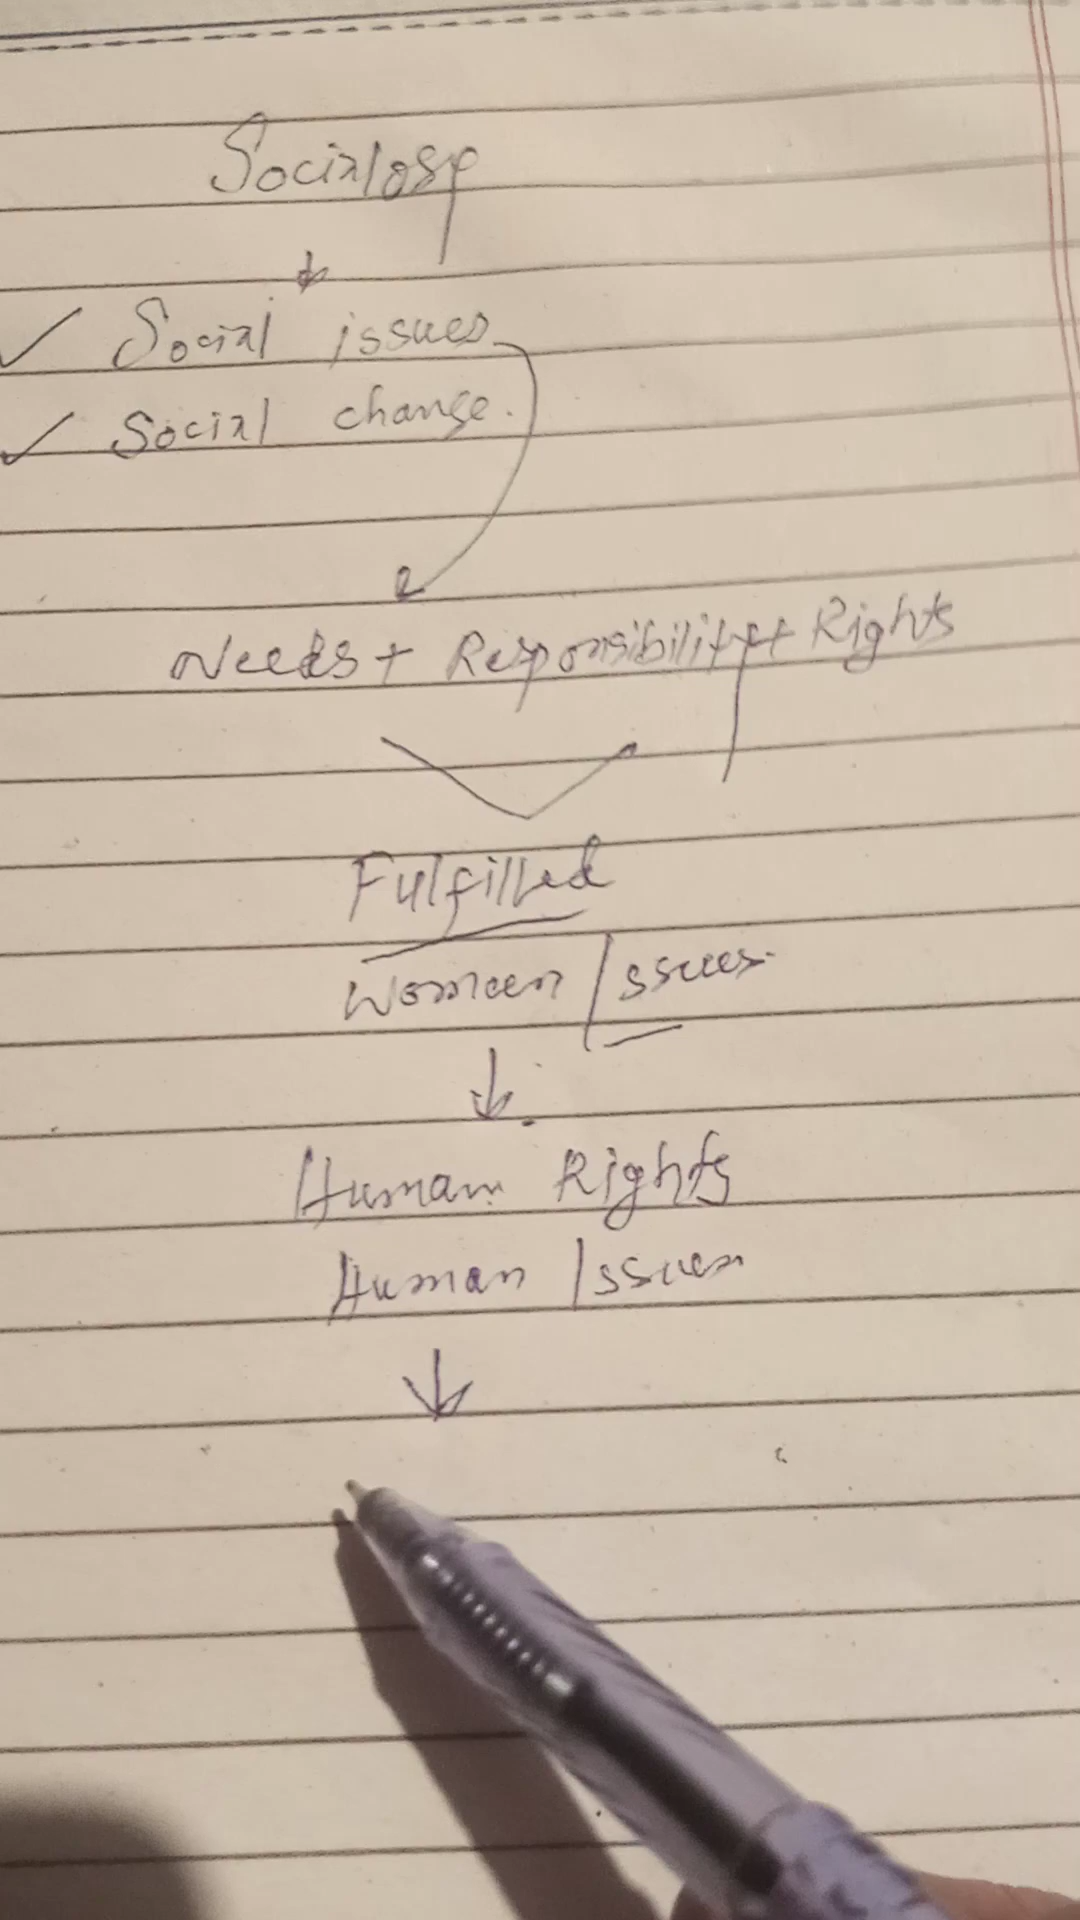 Sociology
Social issues
Social change.
Needs + Responsibility + Rights
Fulfilled
Women Issues
Human Rights
Human Issues